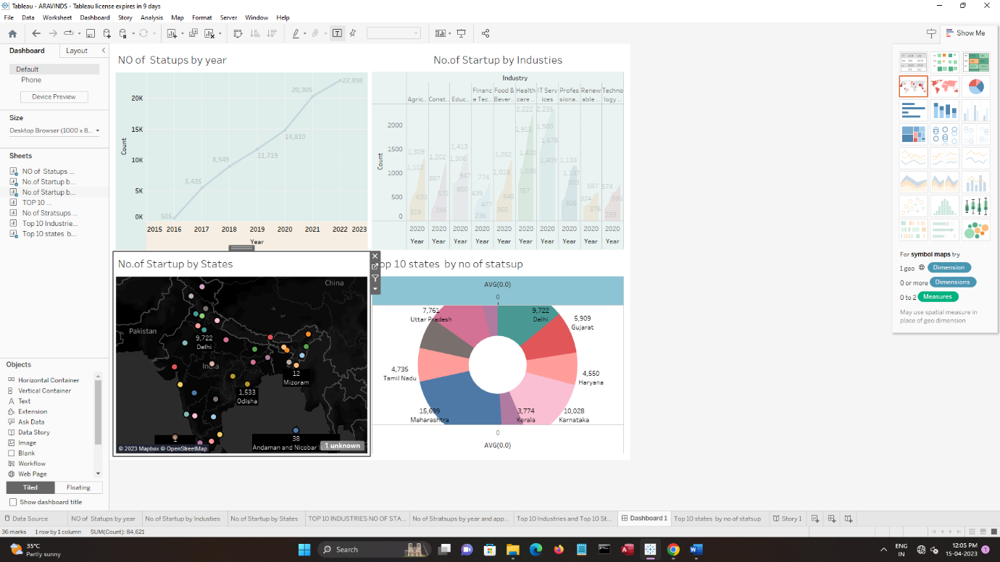 Tableau - ARAVINDS - Tableau license expires in 9 days
File Data Worksheet Dashboard Story Analysis Map Format Server Window Help
Show Me
Dashboard Layout
Default
Phone
Device Preview
Size
Desktop Browser (1000 x 8...
Sheets
NO of Statups ...
No.of Startup b...
No.of Startup b...
TOP 10 ...
No of Stratsups ...
Top 10 Industrie...
Top 10 states b...
Objects
Horizontal Container
Vertical Container
Text
Extension
Ask Data
Data Story
Image
Blank
Workflow
Web Page
Tiled Floating
Show dashboard title
NO of Statups by year
Count
20K
15K
10K
5K
0K
505
5,435
8,949
11,719
14,810
20,305
22,898
2015 2016 2017 2018 2019 2020 2021 2022 2023
Year
No.of Startup by Industies
Industry
Agric.. Const.. Educ.. Financ e Tec.. Food & Bever.. Health care .. IT Serv ices Profes siona.. Renew able .. Techno logy ..
Count
2000
1500
1000
500
0
1,309
1,112
633
319
1,202
887
572
356
1,413
1,306
947
800
774
439
477
236
1,252
1,018
645
365
2,222
1,913
1,420
1,036
757
2,235
1,980
1,678
1,409
1,133
1,137
803
506
587
324
376
574
596
259
2020 2020 2020 2020 2020 2020 2020 2020 2020 2020
Year Year Year Year Year Year Year Year Year Year
No.of Startup by States
China
Pakistan
9,722
Delhi
India
12
Mizoram
1,533
Odisha
1
38
Andaman and Nicobar
1 unknown
© 2023 Mapbox © OpenStreetMap
op 10 states by no of statsup
AVG(0.0)
0
7,761
Uttar Pradesh
9,722
Delhi
5,909
Gujarat
4,550
Haryana
10,028
Karnataka
3,774
Kerala
15,699
Maharashtra
4,735
Tamil Nadu
0
AVG(0.0)
For symbol maps try
1 geo Dimension
0 or more Dimensions
0 to 2 Measures
May use spatial measure in
place of geo dimension
Data Source NO of Statups by year No.of Startup by Industies No.of Startup by States TOP 10 INDUSTRIES NO OF STA... No of Stratsups by year and app... Top 10 Industries and Top 10 St... Dashboard 1 Top 10 states by no of statsup Story 1
36 marks 1 row by 1 column SUM(Count): 84,621
35°C
Partly sunny
Search
ENG
IN
12:05 PM
15-04-2023
1